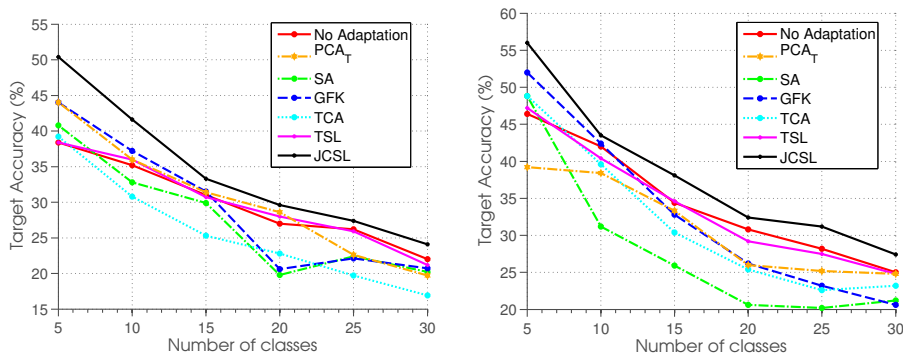 55
50
45
40
35
30
25
20
15
5 10 15 20 25 30
Target Accuracy (%)
Number of classes
No Adaptation
PCA_T
SA
GFK
TCA
TSL
JCSL
60
55
50
45
40
35
30
25
20
5 10 15 20 25 30
Target Accuracy (%)
Number of classes
No Adaptation
PCA_T
SA
GFK
TCA
TSL
JCSL